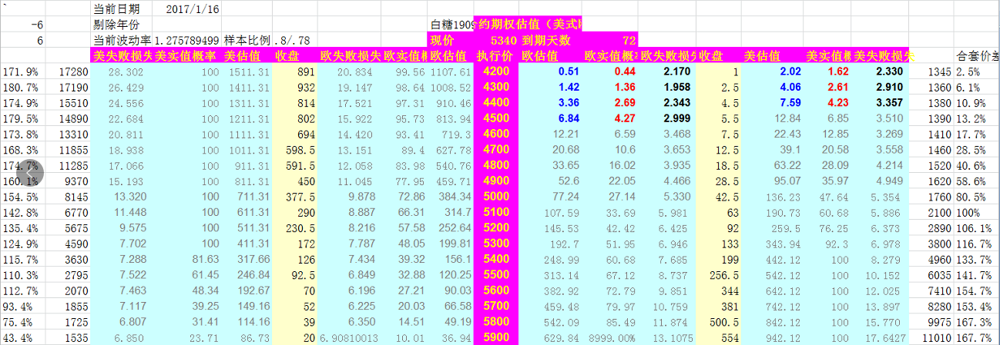 ` 当前日期 2017/1/16
-6 剔除年份 白糖1909 约期权估值（美式
6 当前波动率 1.275789499 样本比例 .8/.78 现价 5340 到期天数 72
美失败损失 美实值概率 美估值 收盘 欧失败损失 欧实值 欧估值 执行价 欧估值 欧实值概 欧失败损失 收盘 美估值 美实值 美失败损失 合套价差
171.9% 17280 28.302 100 1511.31 891 20.834 99.56 1107.61 4200 0.51 0.44 2.170 1 2.02 1.62 2.330 1345 2.5%
180.7% 17190 26.429 100 1411.31 932 19.147 98.64 1008.52 4300 1.42 1.36 1.958 2.5 4.06 2.61 2.910 1360 6.1%
174.9% 15510 24.556 100 1311.31 814 17.521 97.31 910.46 4400 3.36 2.69 2.343 4.5 7.59 4.23 3.357 1380 10.9%
179.5% 14890 22.684 100 1211.31 802 15.922 95.73 813.94 4500 6.84 4.27 2.999 5.5 12.84 6.85 3.510 1390 13.2%
173.8% 13310 20.811 100 1111.31 694 14.420 93.41 719.3 4600 12.21 6.59 3.468 7.5 22.43 12.85 3.269 1410 17.7%
168.3% 11855 18.938 100 1011.31 598.5 13.151 89.4 627.78 4700 20.68 10.6 3.653 12.5 39.1 20.58 3.558 1460 28.5%
174.7% 11285 17.066 100 911.31 591.5 12.058 83.98 540.76 4800 33.65 16.02 3.935 18.5 63.22 28.09 4.214 1520 40.6%
160.1% 9370 15.193 100 811.31 450 11.045 77.95 459.71 4900 52.6 22.05 4.466 28.5 95.07 35.97 4.949 1620 58.6%
154.5% 8145 13.320 100 711.31 377.5 9.878 72.86 384.34 5000 77.24 27.14 5.330 42.5 136.23 47.64 5.354 1760 80.5%
142.8% 6770 11.448 100 611.31 290 8.887 66.31 314.7 5100 107.59 33.69 5.981 63 190.73 60.68 5.886 2100 100%
135.4% 5675 9.575 100 511.31 230.5 8.216 57.58 252.64 5200 145.53 42.42 6.425 92 259.5 76.25 6.373 2890 106.1%
124.9% 4590 7.702 100 411.31 172 7.787 48.05 199.81 5300 192.7 51.95 6.946 133 343.94 92.3 6.978 3800 116.7%
115.7% 3630 7.288 81.63 317.66 126 7.434 39.32 156.1 5400 248.99 60.68 7.685 199 442.12 100 8.279 4960 133.7%
110.3% 2795 7.522 61.45 246.84 92.5 6.849 32.88 120.25 5500 313.14 67.12 8.737 256.5 542.12 100 10.152 6035 141.7%
112.7% 2070 7.463 48.34 192.67 70 6.196 27.21 90.03 5600 382.92 72.79 9.851 344 642.12 100 12.025 7410 154.7%
93.4% 1855 7.117 39.25 149.16 52 6.225 20.03 66.58 5700 459.48 79.97 10.759 381 742.12 100 13.897 8280 153.4%
75.4% 1725 6.807 31.41 114.16 39 6.350 14.51 49.19 5800 542.09 85.49 11.874 500.5 842.12 100 15.770 9975 167.3%
43.4% 1535 6.850 23.71 86.73 20 6.90810013 10.01 36.94 5900 629.84 8999.00% 13.1075 554 942.12 100 17.6427 11010 167.7%